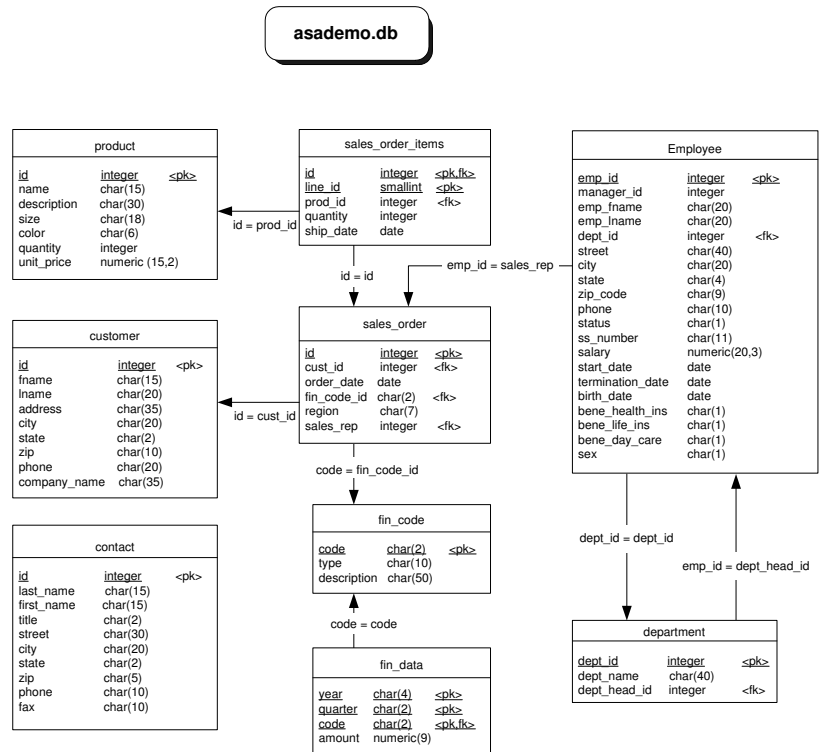 asademo.db
product
id integer <pk>
name char(15)
description char(30)
size char(18)
color char(6)
quantity integer
unit_price numeric (15,2)
id = prod_id
sales_order_items
id integer <pk,fk>
line_id smallint <pk>
prod_id integer <fk>
quantity integer
ship_date date
id = id
emp_id = sales_rep
Employee
emp_id integer <pk>
manager_id integer
emp_fname char(20)
emp_lname char(20)
dept_id integer <fk>
street char(40)
city char(20)
state char(4)
zip_code char(9)
phone char(10)
status char(1)
ss_number char(11)
salary numeric(20,3)
start_date date
termination_date date
birth_date date
bene_health_ins char(1)
bene_life_ins char(1)
bene_day_care char(1)
sex char(1)
customer
id integer <pk>
fname char(15)
lname char(20)
address char(35)
city char(20)
state char(2)
zip char(10)
phone char(20)
company_name char(35)
id = cust_id
sales_order
id integer <pk>
cust_id integer <fk>
order_date date
fin_code_id char(2) <fk>
region char(7)
sales_rep integer <fk>
code = fin_code_id
fin_code
code char(2) <pk>
type char(10)
description char(50)
code = code
contact
id integer <pk>
last_name char(15)
first_name char(15)
title char(2)
street char(30)
city char(20)
state char(2)
zip char(5)
phone char(10)
fax char(10)
fin_data
year char(4) <pk>
quarter char(2) <pk>
code char(2) <pk,fk>
amount numeric(9)
dept_id = dept_id
emp_id = dept_head_id
department
dept_id integer <pk>
dept_name char(40)
dept_head_id integer <fk>